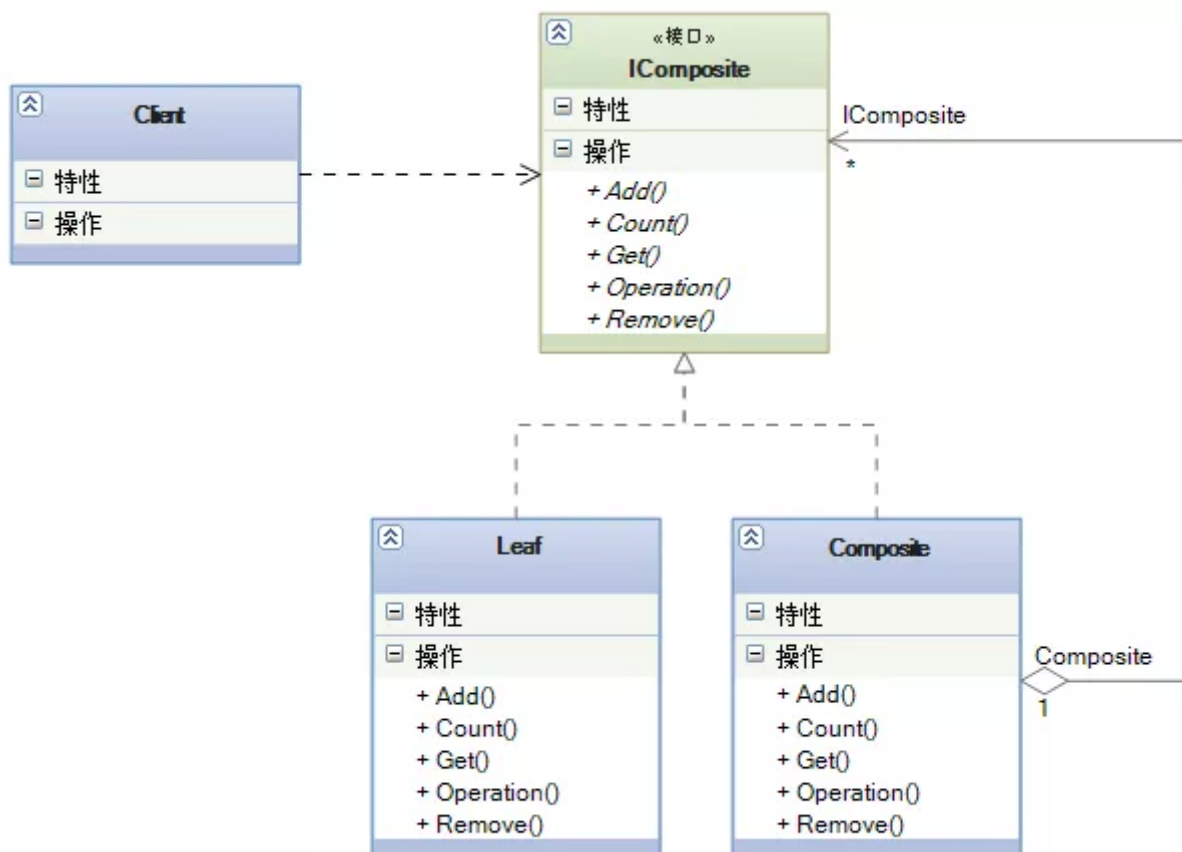 «接口»
IComposite
特性
操作
+ Add()
+ Count()
+ Get()
+ Operation()
+ Remove()
Client
特性
操作
IComposite
*
Leaf
特性
操作
+ Add()
+ Count()
+ Get()
+ Operation()
+ Remove()
Composite
特性
操作
+ Add()
+ Count()
+ Get()
+ Operation()
+ Remove()
Composite
1